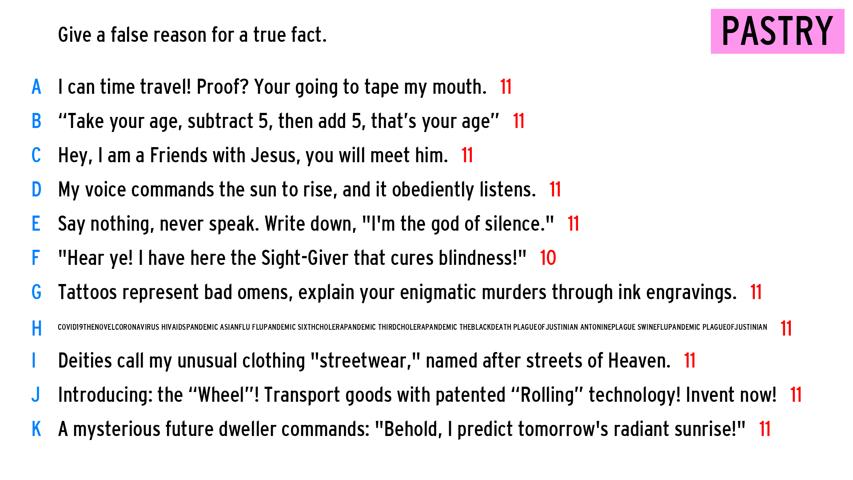 Give a false reason for a true fact.
PASTRY
A I can time travel! Proof? Your going to tape my mouth. 11
B “Take your age, subtract 5, then add 5, that’s your age” 11
C Hey, I am a Friends with Jesus, you will meet him. 11
D My voice commands the sun to rise, and it obediently listens. 11
E Say nothing, never speak. Write down, "I'm the god of silence." 11
F "Hear ye! I have here the Sight-Giver that cures blindness!" 10
G Tattoos represent bad omens, explain your enigmatic murders through ink engravings. 11
H COVID19THENOVELCORONAVIRUS HIVAIDSPANDEMIC ASIANFLU FLUPANDEMIC SIXTHCHOLERAPANDEMIC THIRDCHOLERAPANDEMIC THEBLACKDEATH PLAGUEOFJUSTINIAN ANTONINEPLAGUE SWINEFLUPANDEMIC PLAGUEOFJUSTINIAN 11
I Deities call my unusual clothing "streetwear," named after streets of Heaven. 11
J Introducing: the “Wheel”! Transport goods with patented “Rolling” technology! Invent now! 11
K A mysterious future dweller commands: "Behold, I predict tomorrow's radiant sunrise!" 11